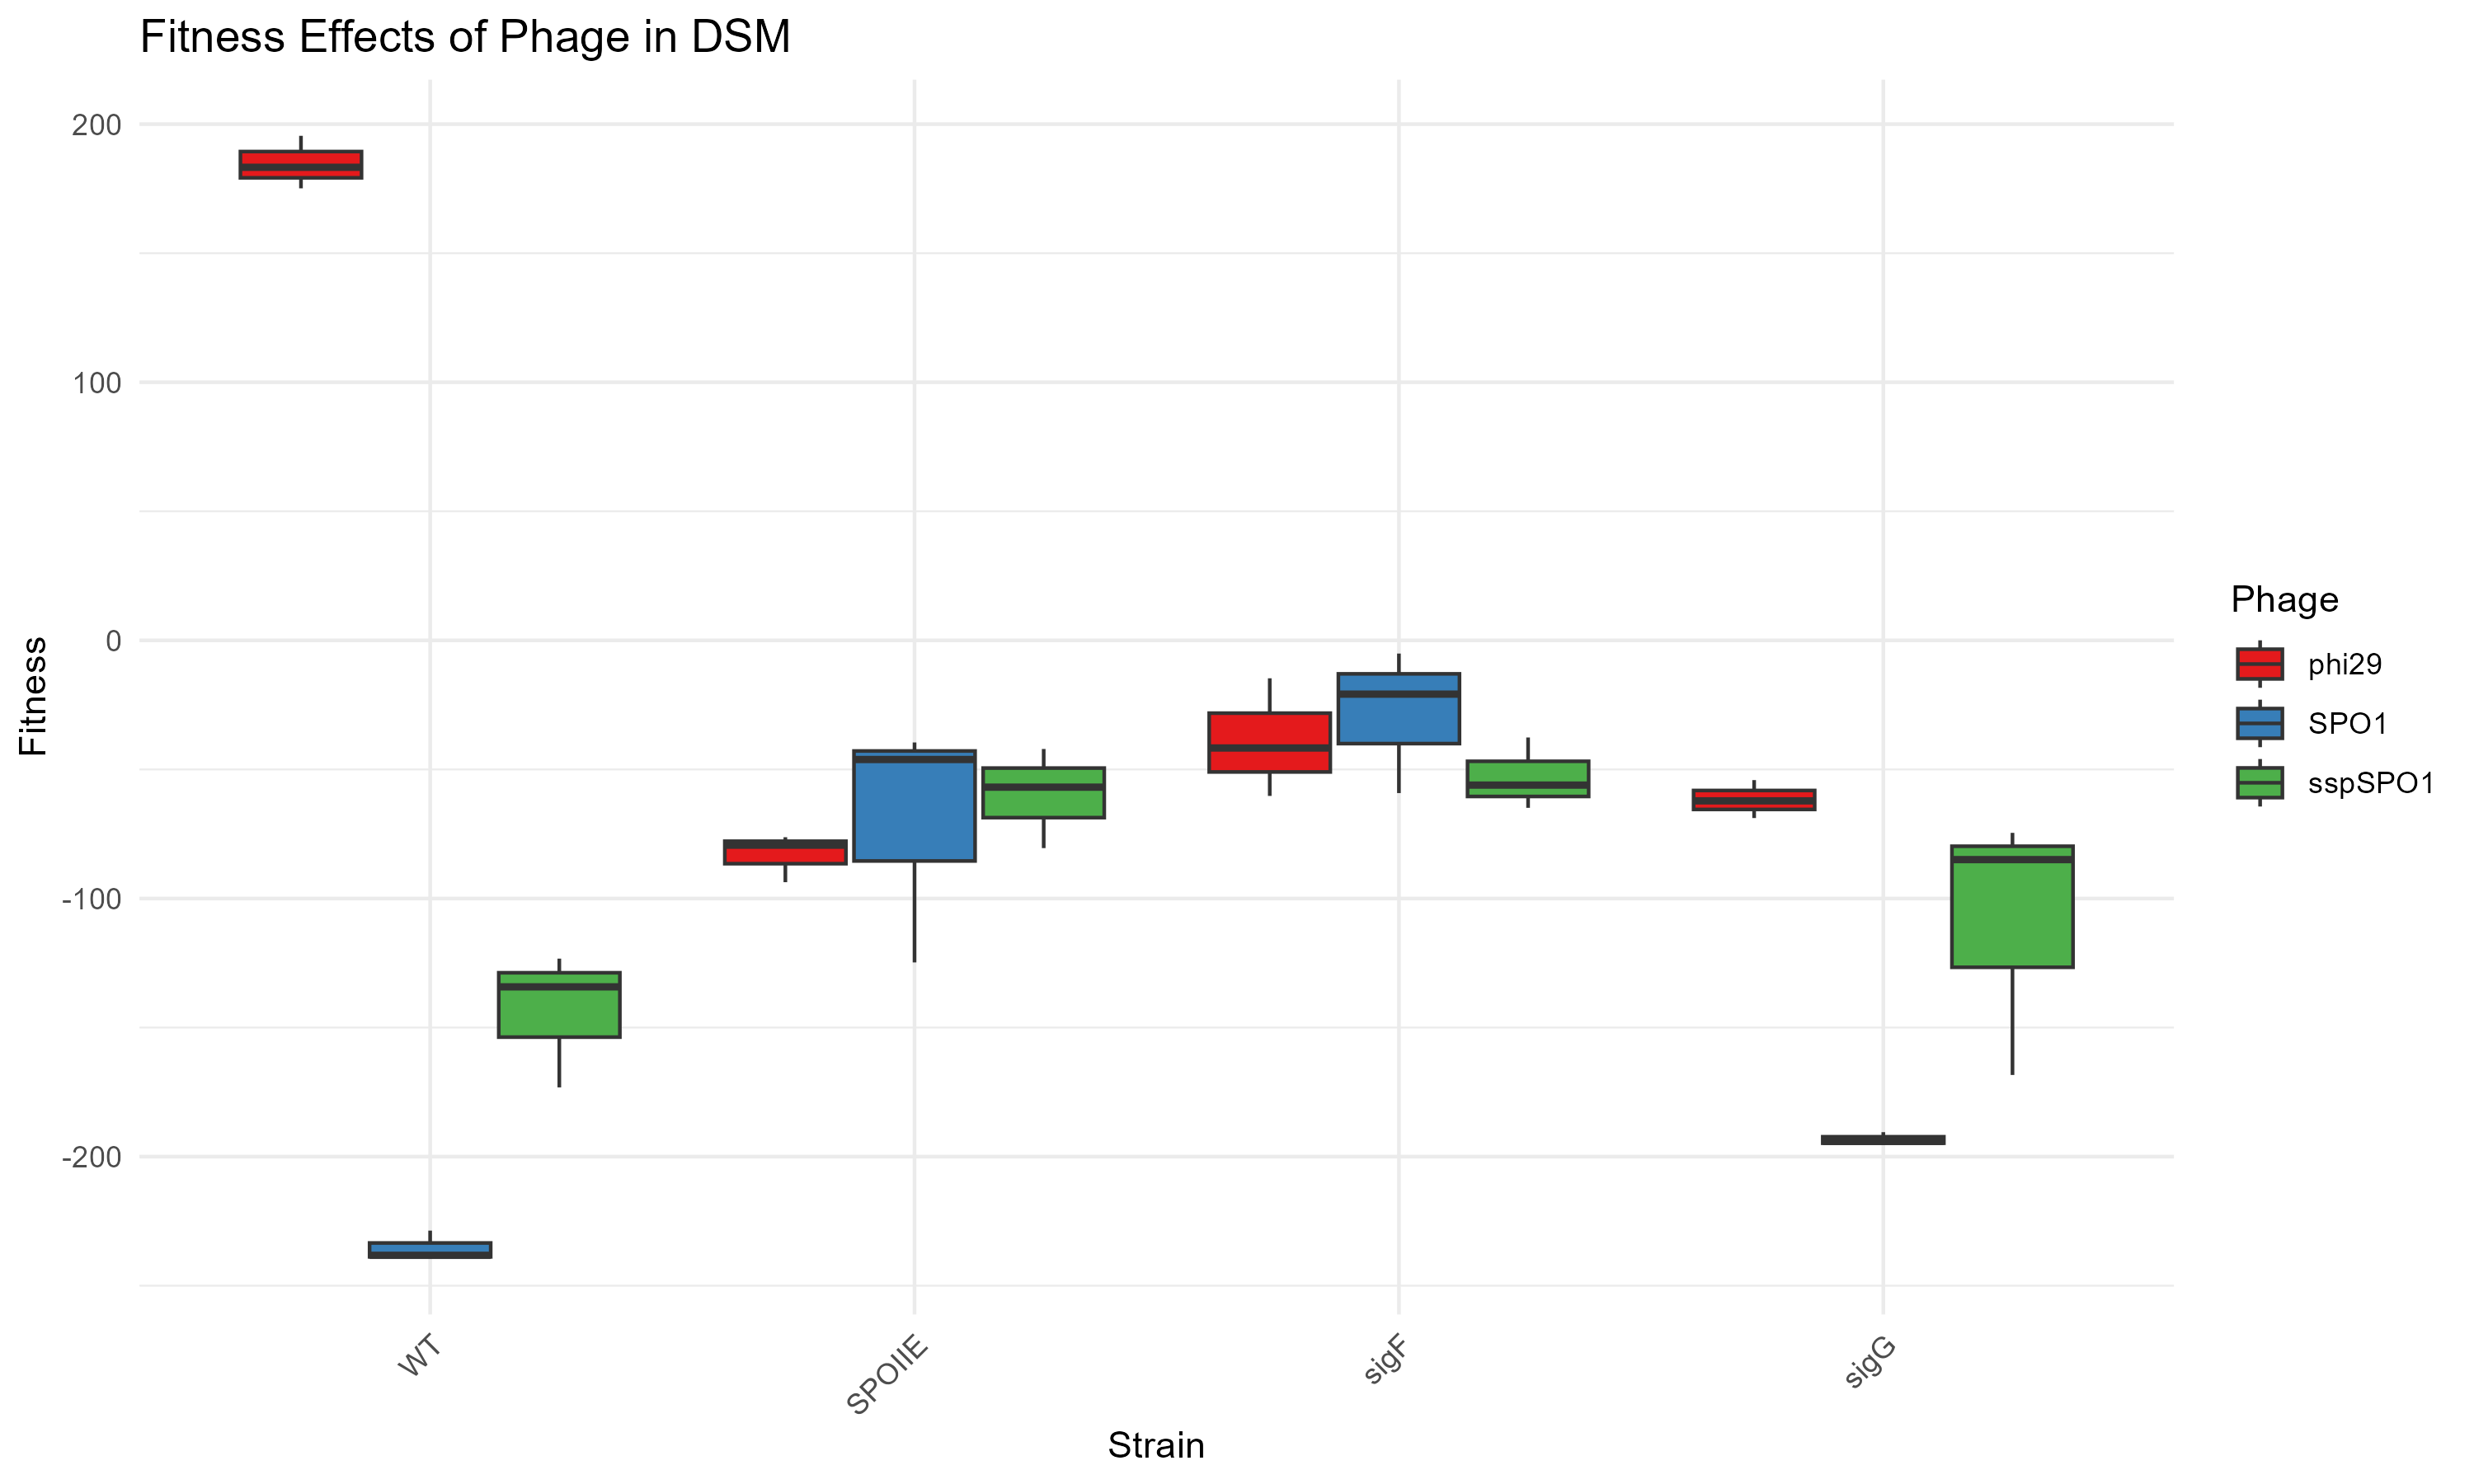 Fitness Effects of Phage in DSM
200
100
0
-100
-200
Fitness
WT
SPOIIE
sigF
sigG
Strain
Phage
phi29
SPO1
sspSPO1